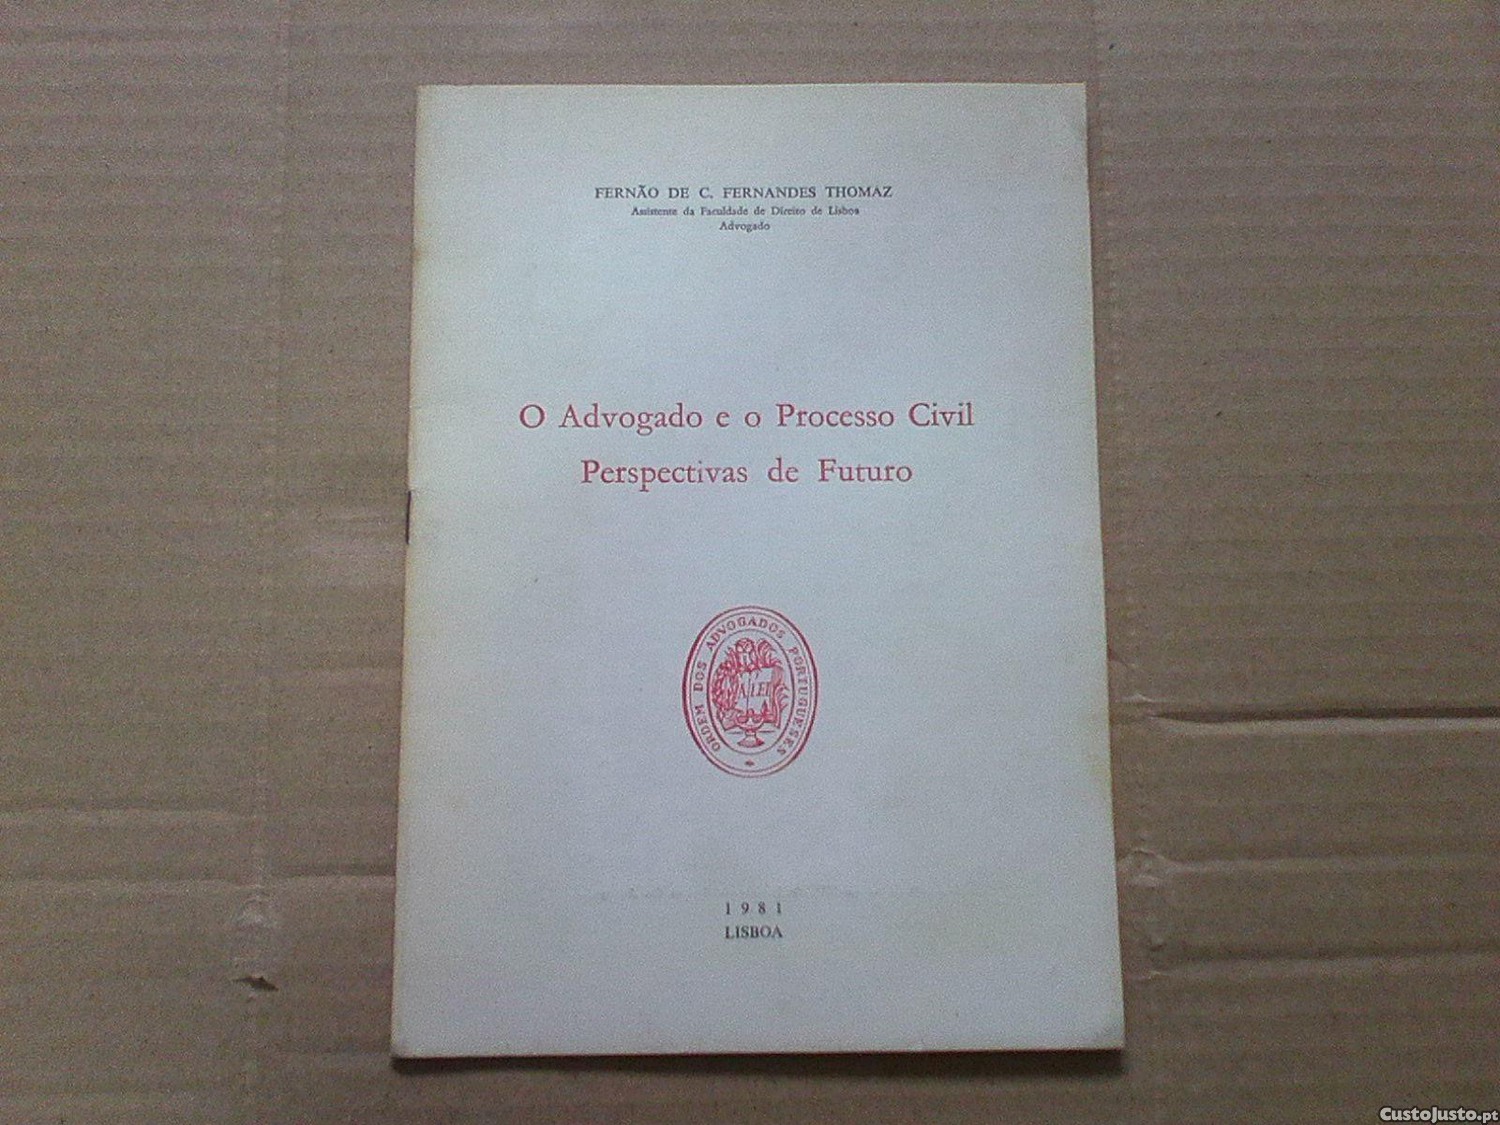 FERNÃO DE C. FERNANDES THOMAZ
Assistente da Faculdade de Direito de Lisboa
Advogado
O Advogado e o Processo Civil
Perspectivas de Futuro
ORDEM DOS ADVOGADOS PORTUGUESES
A LEI
1981
LISBOA
CustoJusto.pt